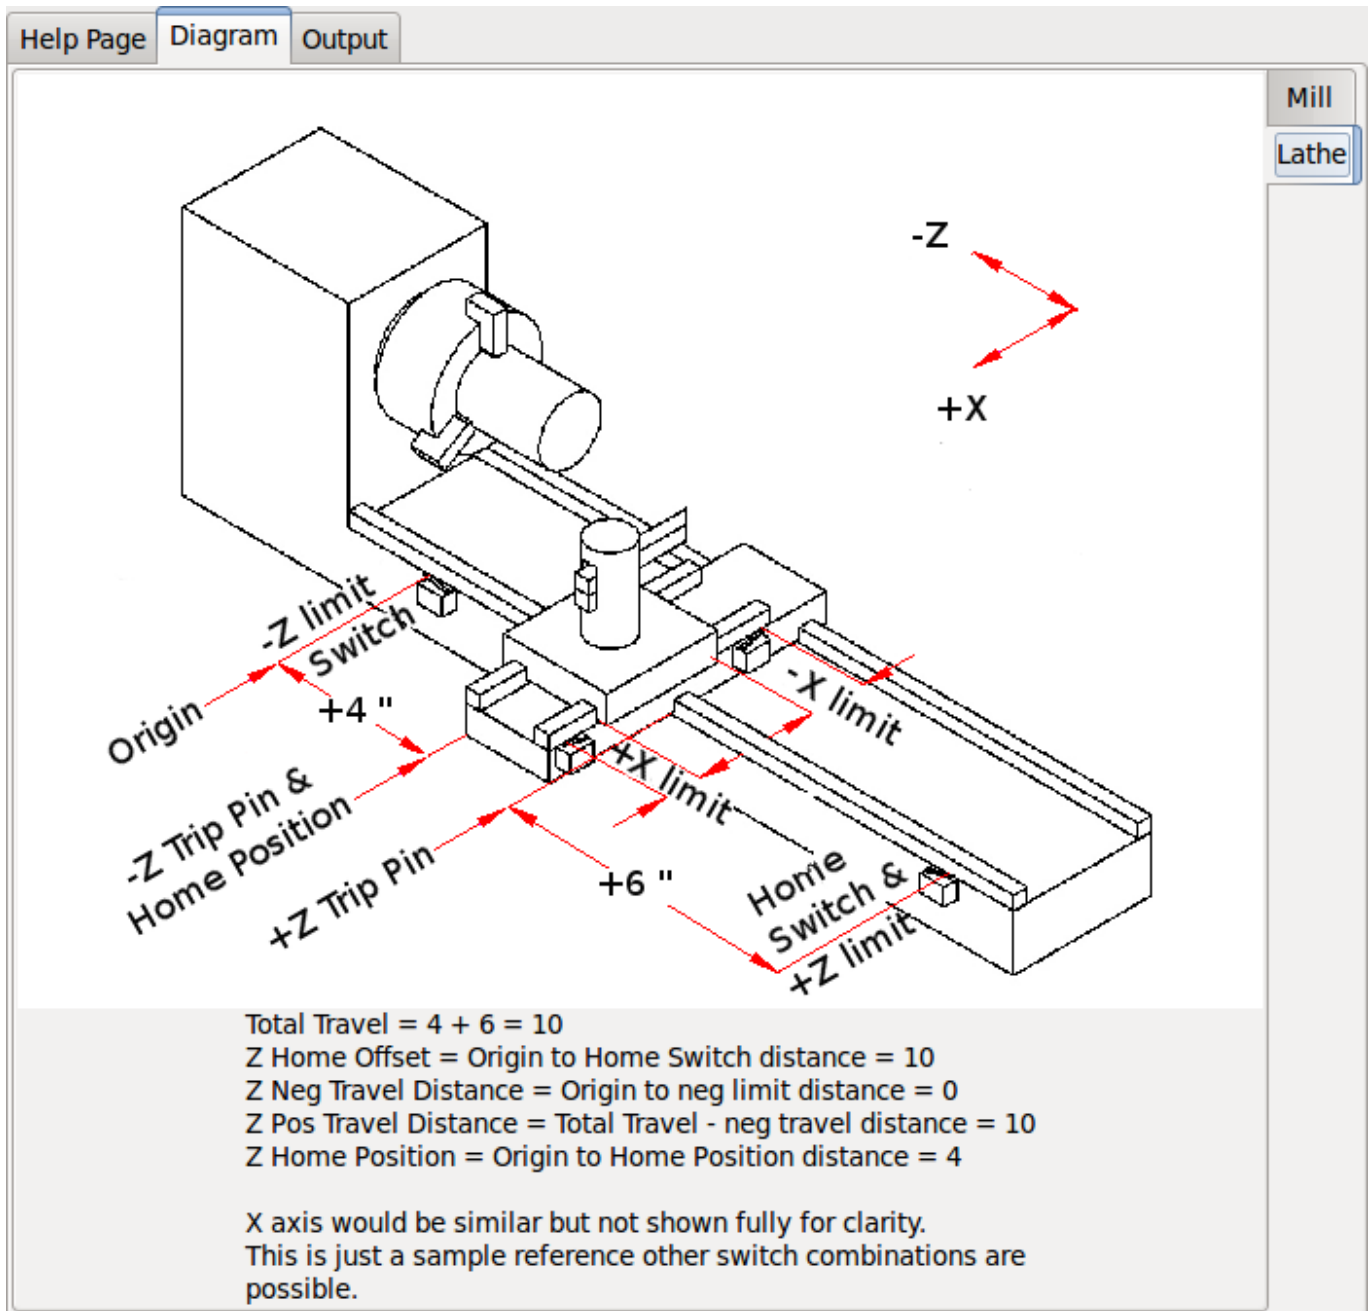 Help Page
Diagram
Output
Mill
Lathe
-Z
+X
-Z limit
Switch
Origin
+4 "
-X limit
+X limit
-Z Trip Pin &
Home Position
+Z Trip Pin
+6 "
Home
Switch &
+Z limit
Total Travel = 4 + 6 = 10
Z Home Offset = Origin to Home Switch distance = 10
Z Neg Travel Distance = Origin to neg limit distance = 0
Z Pos Travel Distance = Total Travel - neg travel distance = 10
Z Home Position = Origin to Home Position distance = 4
X axis would be similar but not shown fully for clarity.
This is just a sample reference other switch combinations are
possible.